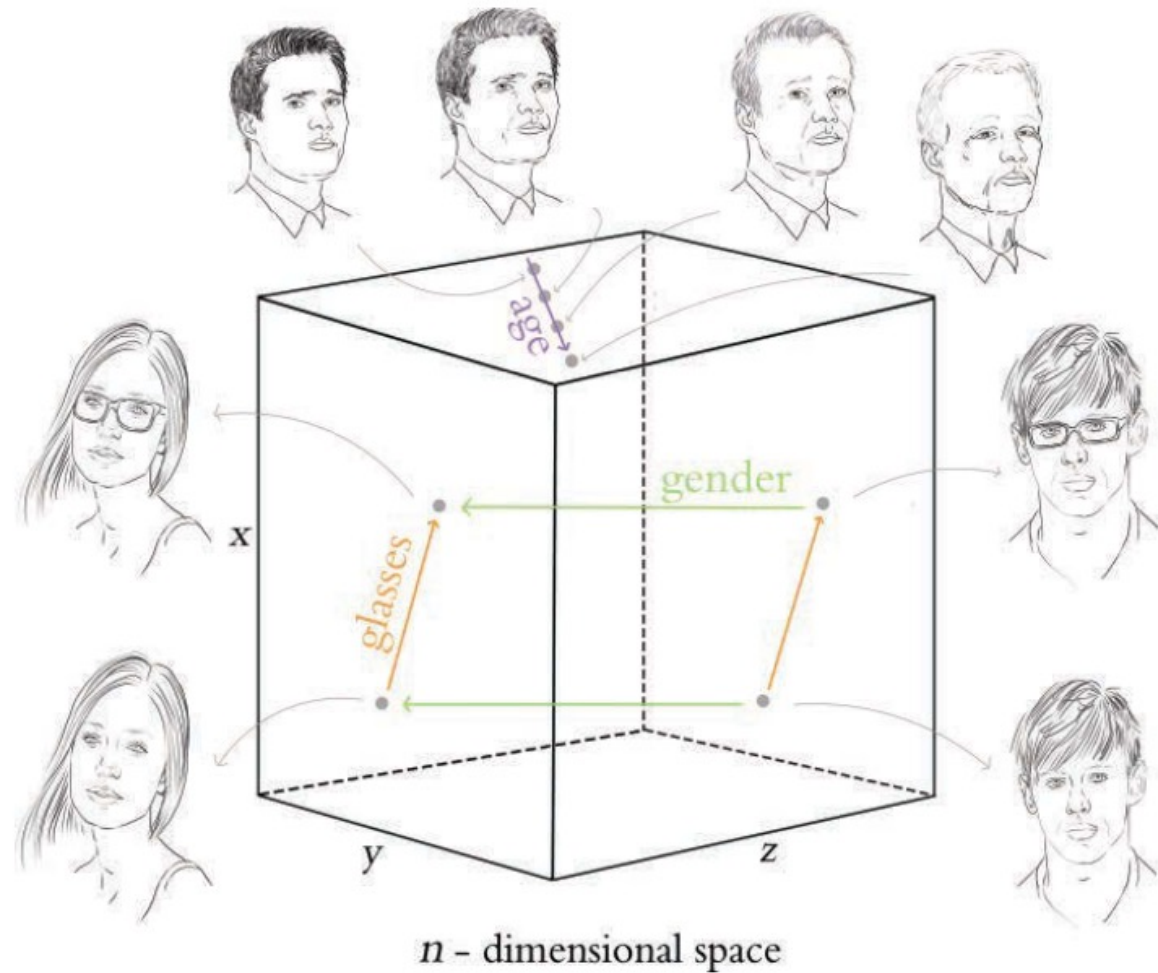 age
gender
x
glasses
y
z
n - dimensional space